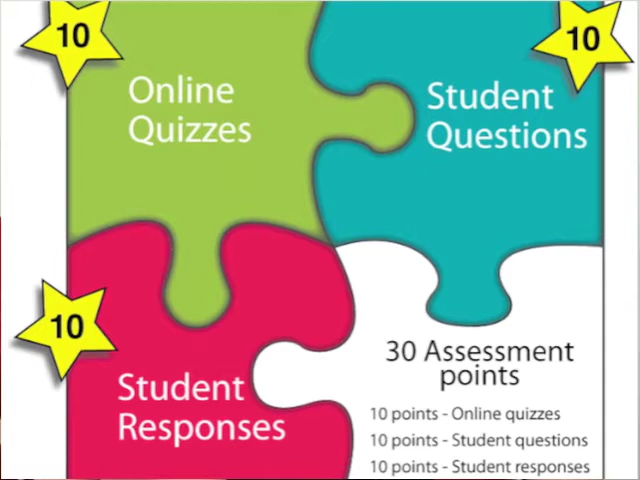 10
10
Online
Quizzes
Student
Questions
10
Student
Responses
30 Assessment
points
10 points - Online quizzes
10 points - Student questions
10 points - Student responses